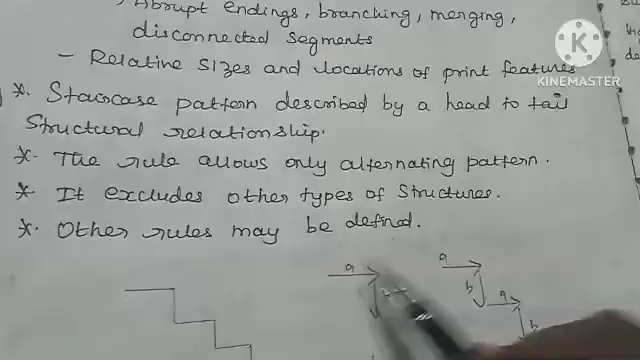 Abrupt endings, branching, merging,
disconnected segments
- Relative sizes and locations of print features
K
KINEMASTER
*. Staircase pattern described by a head to tail
Structural relationship.
*. The rule allows only alternating pattern.
* It excludes other types of Structures.
*. Other rules may be defined.
a
a
b
a
b